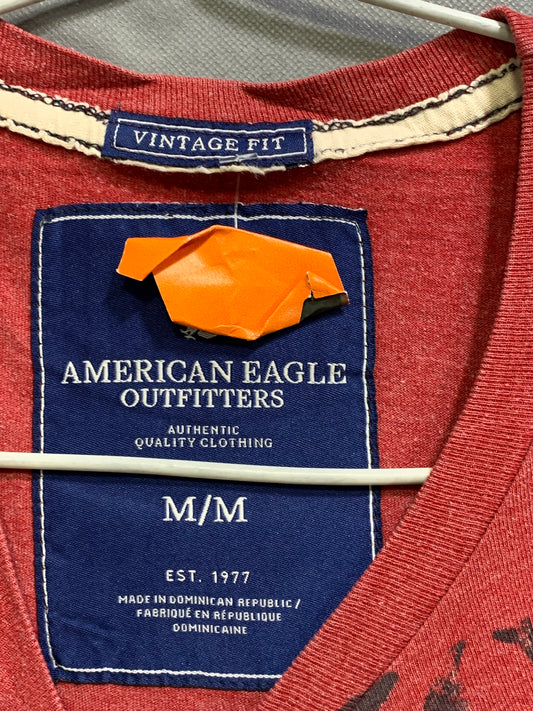 VINTAGE FIT
AMERICAN EAGLE
OUTFITTERS
AUTHENTIC
QUALITY CLOTHING
M/M
EST. 1977
MADE IN DOMINICAN REPUBLIC/
FABRIQUÉ EN RÉPUBLIQUE
DOMINICAINE